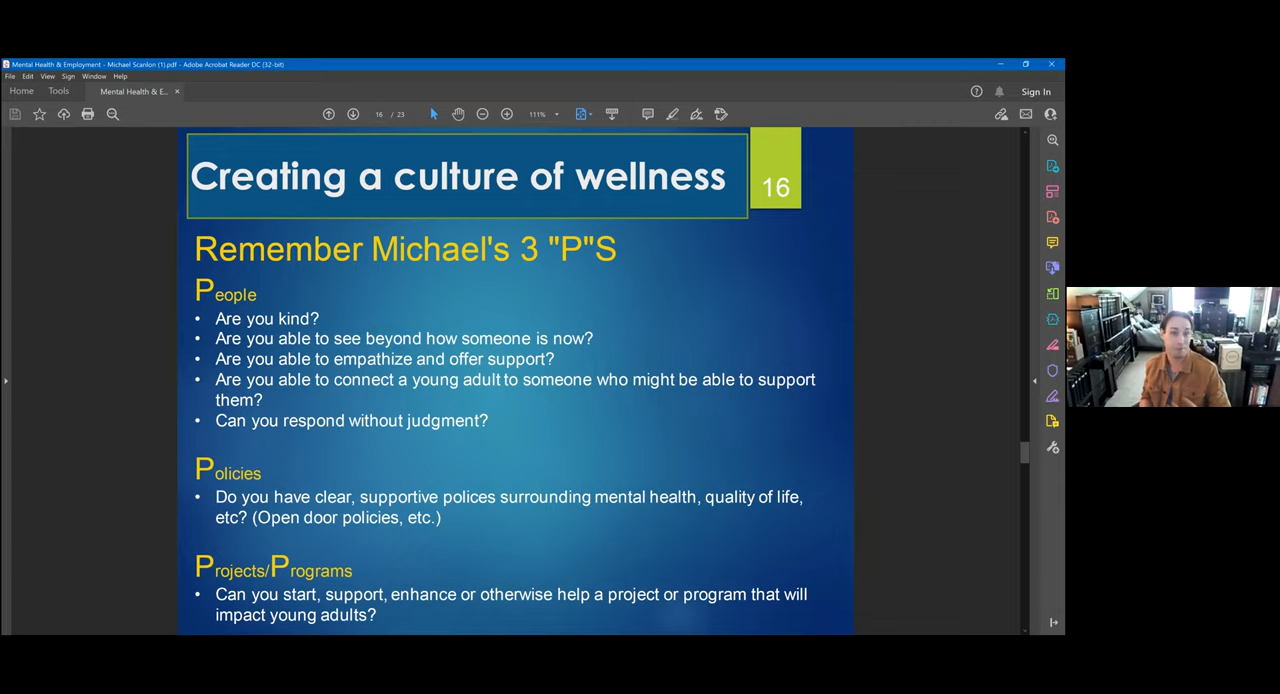 Mental Health & Employment - Michael Scanlon (1).pdf - Adobe Acrobat Reader DC (32-bit)
File Edit View Sign Window Help
Home Tools Mental Health & E... × Sign In
16 / 23 111%
Creating a culture of wellness
16
Remember Michael's 3 "P"S
People
• Are you kind?
• Are you able to see beyond how someone is now?
• Are you able to empathize and offer support?
• Are you able to connect a young adult to someone who might be able to support
them?
• Can you respond without judgment?
Policies
• Do you have clear, supportive polices surrounding mental health, quality of life,
etc? (Open door policies, etc.)
Projects/Programs
• Can you start, support, enhance or otherwise help a project or program that will
impact young adults?